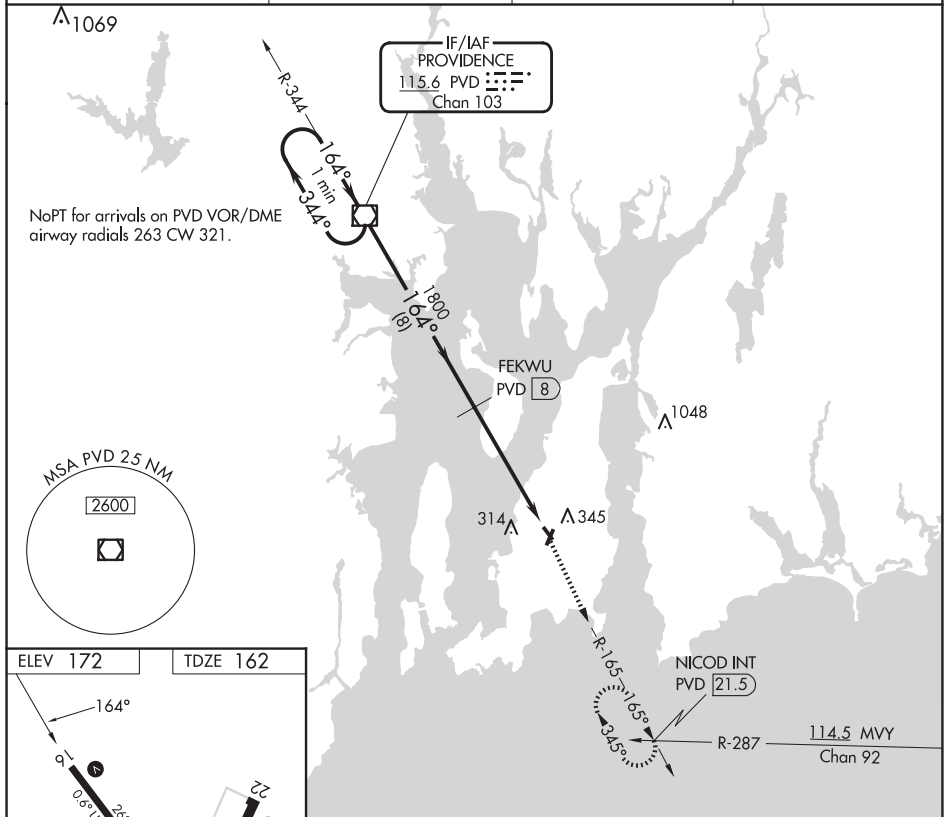 1069
IF/IAF
PROVIDENCE
115.6 PVD
Chan 103
R-344
164°
1 min
344°
NoPT for arrivals on PVD VOR/DME
airway radials 263 CW 321.
1800
164°
(8)
FEKWU
PVD 8
1048
MSA PVD 25 NM
2600
314
345
ELEV 172
TDZE 162
R-165
165°
345°
NICOD INT
PVD 21.5
R-287
114.5 MVY
Chan 92
164°
16
V
22